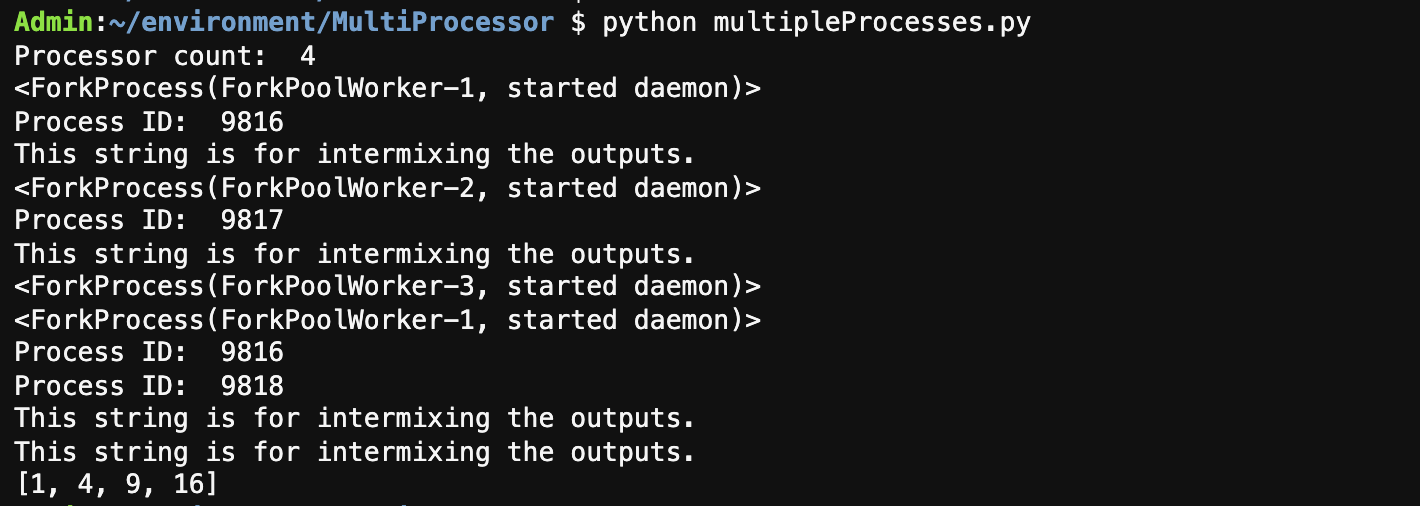 Admin:~/environment/MultiProcessor $ python multipleProcesses.py
Processor count:  4
<ForkProcess(ForkPoolWorker-1, started daemon)>
Process ID:  9816
This string is for intermixing the outputs.
<ForkProcess(ForkPoolWorker-2, started daemon)>
Process ID:  9817
This string is for intermixing the outputs.
<ForkProcess(ForkPoolWorker-3, started daemon)>
<ForkProcess(ForkPoolWorker-1, started daemon)>
Process ID:  9816
Process ID:  9818
This string is for intermixing the outputs.
This string is for intermixing the outputs.
[1, 4, 9, 16]